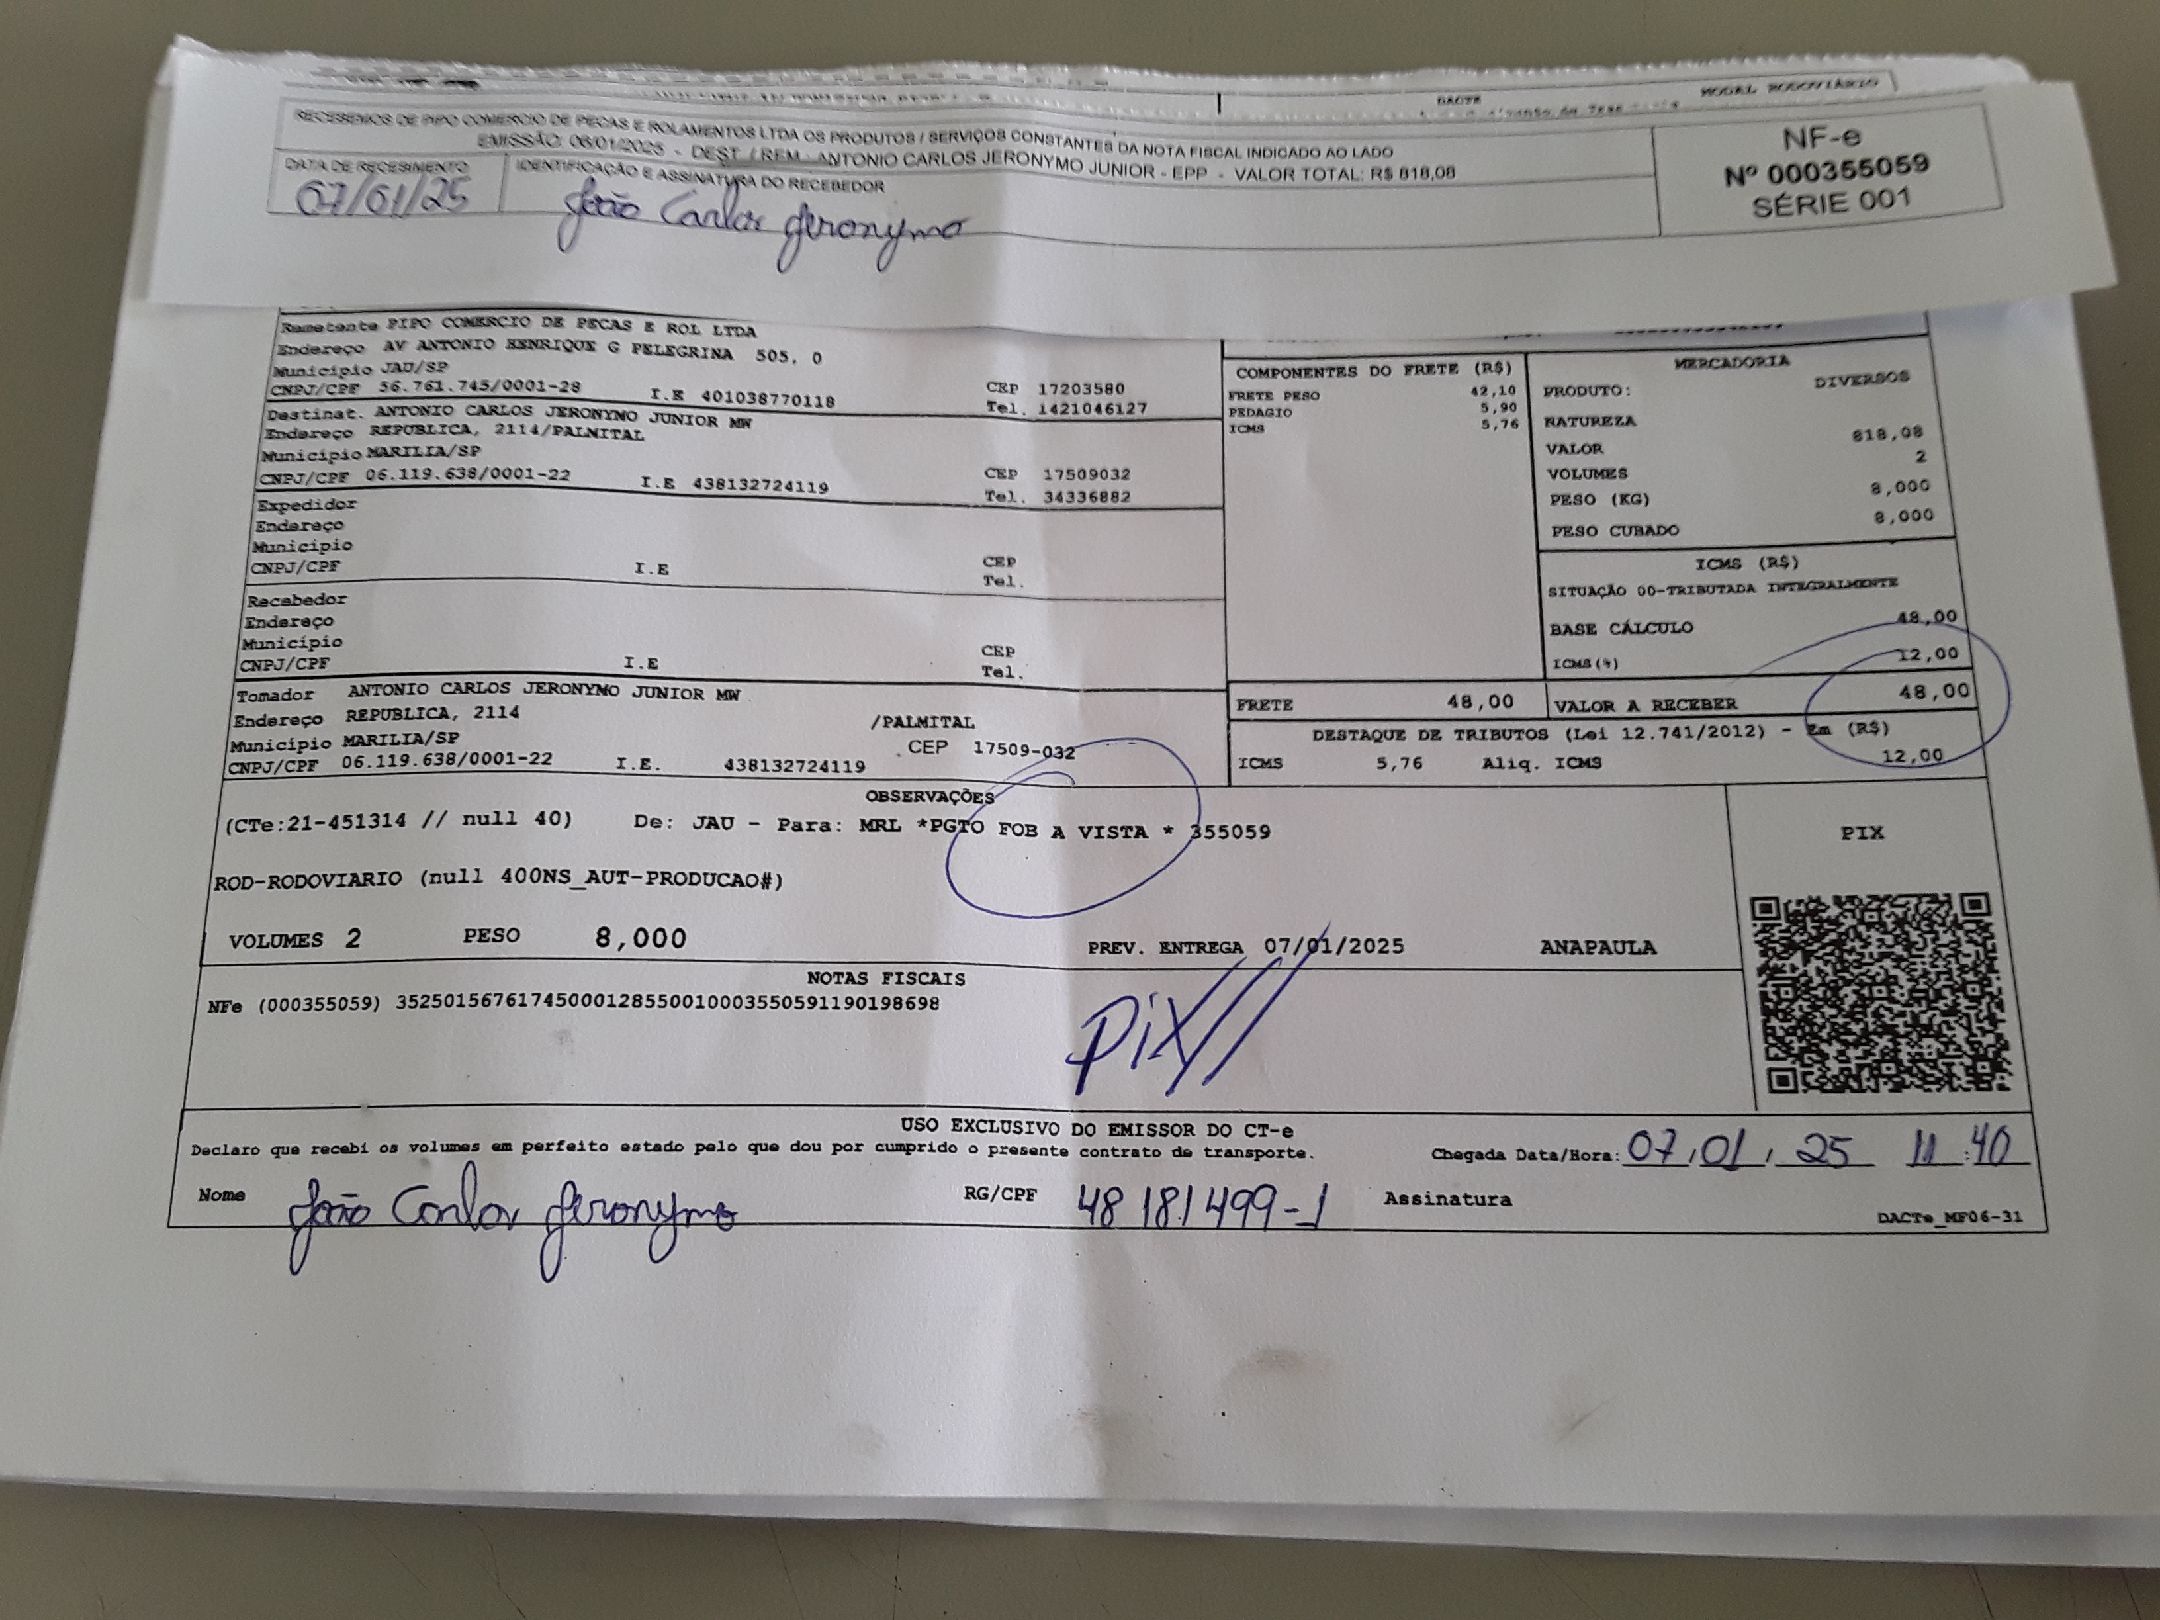 DACTE
MODAL RODOVIÁRIO
RECEBEMOS DE PIPO COMERCIO DE PECAS E ROLAMENTOS LTDA OS PRODUTOS / SERVIÇOS CONSTANTES DA NOTA FISCAL INDICADO AO LADO
EMISSÃO: 06/01/2025 - DEST. / REM.: ANTONIO CARLOS JERONYMO JUNIOR - EPP - VALOR TOTAL: R$ 818,08
DATA DE RECEBIMENTO
07/01/25
IDENTIFICAÇÃO E ASSINATURA DO RECEBEDOR
João Carlos Jeronymo
NF-e
Nº 000355059
SÉRIE 001
Remetente PIPO COMERCIO DE PECAS E ROL LTDA
Endereço AV ANTONIO HENRIQUE G PELEGRINA 505, 0
Município JAU/SP
CNPJ/CPF 56.761.745/0001-28 I.E 401038770118
CEP 17203580
Tel. 1421046127
Destinat. ANTONIO CARLOS JERONYMO JUNIOR MW
Endereço REPUBLICA, 2114/PALMITAL
Município MARILIA/SP
CNPJ/CPF 06.119.638/0001-22 I.E 438132724119
CEP 17509032
Tel. 34336882
Expedidor
Endereço
Município
CNPJ/CPF I.E
CEP
Tel.
Recebedor
Endereço
Município
CNPJ/CPF I.E
CEP
Tel.
Tomador ANTONIO CARLOS JERONYMO JUNIOR MW
Endereço REPUBLICA, 2114 /PALMITAL
Município MARILIA/SP CEP 17509-032
CNPJ/CPF 06.119.638/0001-22 I.E. 438132724119
COMPONENTES DO FRETE (R$)
FRETE PESO 42,10
PEDAGIO 5,90
ICMS 5,76
MERCADORIA
PRODUTO: DIVERSOS
NATUREZA
VALOR 818,08
VOLUMES 2
PESO (KG) 8,000
PESO CUBADO 8,000
ICMS (R$)
SITUAÇÃO 00-TRIBUTADA INTEGRALMENTE
BASE CÁLCULO 48,00
ICMS(%) 12,00
FRETE 48,00 VALOR A RECEBER 48,00
DESTAQUE DE TRIBUTOS (Lei 12.741/2012) - Em (R$)
ICMS 5,76 Aliq. ICMS 12,00
OBSERVAÇÕES
(CTe:21-451314 // null 40) De: JAU - Para: MRL *PGTO FOB A VISTA * 355059
ROD-RODOVIARIO (null 400NS_AUT-PRODUCAO#)
VOLUMES 2 PESO 8,000 PREV. ENTREGA 07/01/2025 ANAPAULA
PIX
NOTAS FISCAIS
NFe (000355059) 35250156761745000128550010003550591190198698
Pix
USO EXCLUSIVO DO EMISSOR DO CT-e
Declaro que recebi os volumes em perfeito estado pelo que dou por cumprido o presente contrato de transporte.
Chegada Data/Hora: 07/01/25 11:40
Nome João Carlos Jeronymo RG/CPF 48181499-1 Assinatura
DACTe_MF06-31